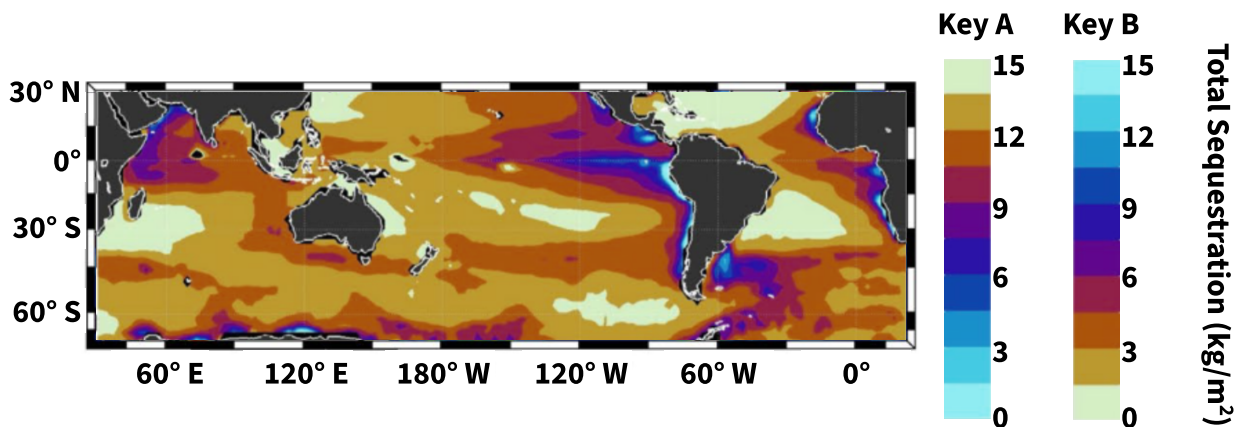 Key A
Key B
15
12
9
6
3
0
15
12
9
6
3
0
Total Sequestration (kg/m²)
30° N
0°
30° S
60° S
60° E
120° E
180° W
120° W
60° W
0°